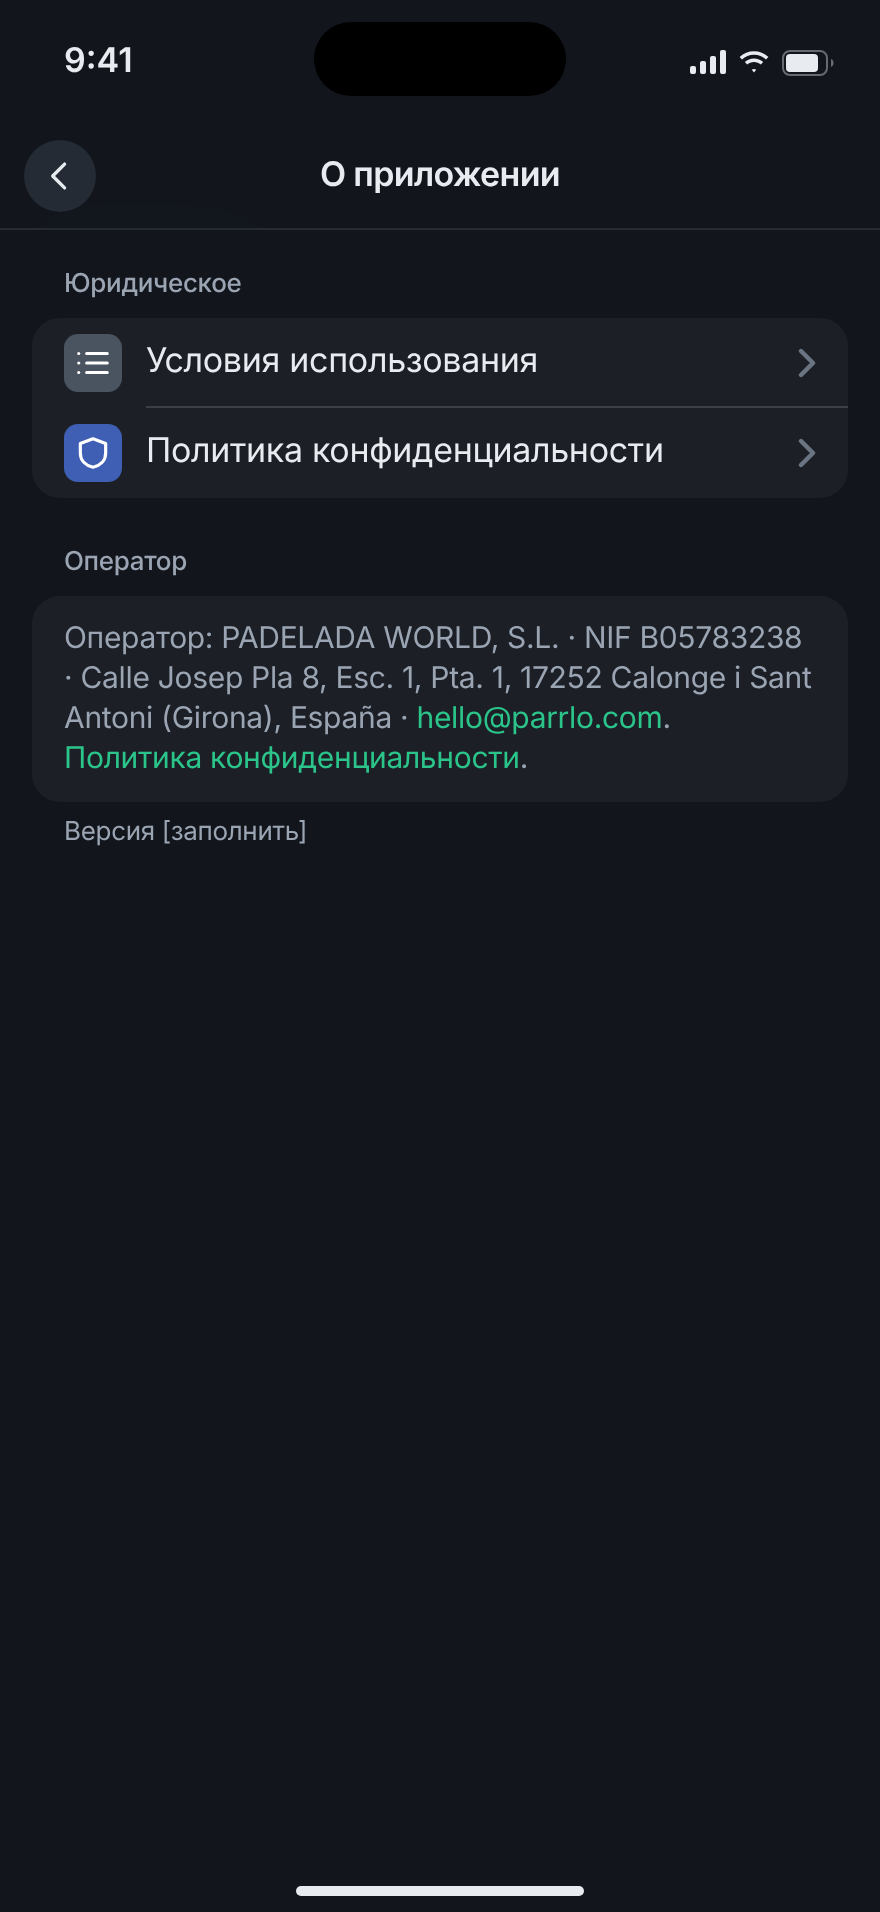 9:41
О приложении
Юридическое
Условия использования
Политика конфиденциальности
Оператор
Оператор: PADELADA WORLD, S.L. · NIF B05783238
· Calle Josep Pla 8, Esc. 1, Pta. 1, 17252 Calonge i Sant
Antoni (Girona), España · hello@parrlo.com.
Политика конфиденциальности.
Версия [заполнить]